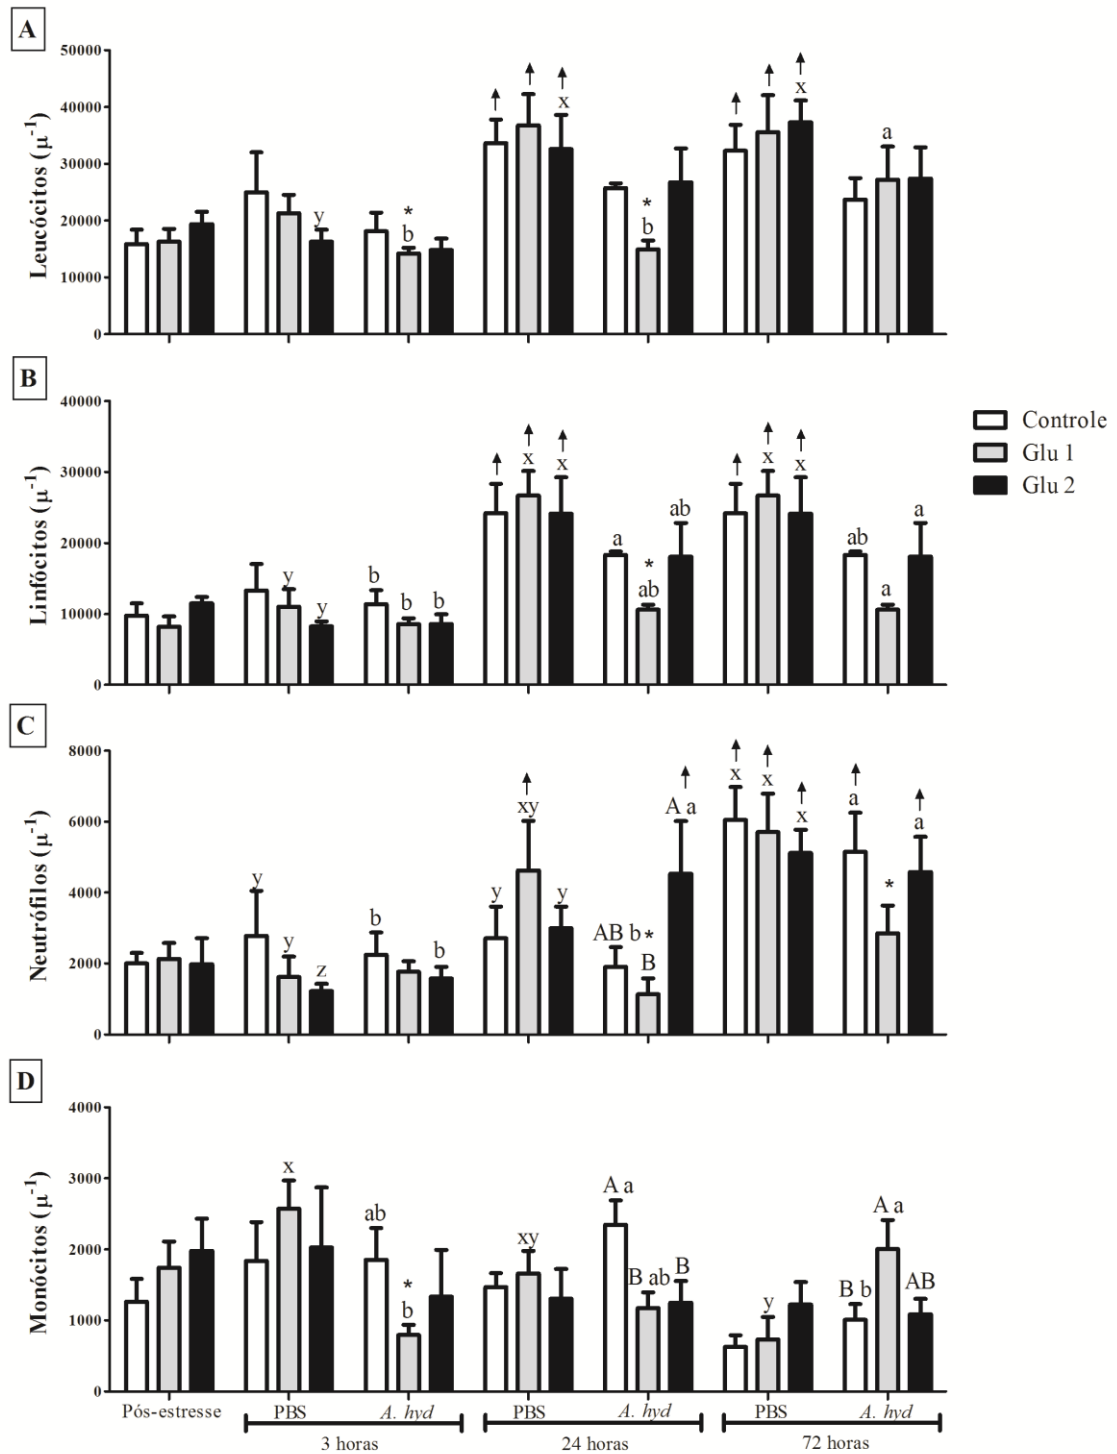 A
Leucócitos (µ⁻¹)
50000
40000
30000
20000
10000
0
y
*
b
x
*
b
x
a
B
Linfócitos (µ⁻¹)
40000
30000
20000
10000
0
y
y
b
b
b
x
x
a
*
ab
ab
x
x
ab
a
a
Controle
Glu 1
Glu 2
C
Neutrófilos (µ⁻¹)
8000
6000
4000
2000
0
y
y
z
b
b
y
xy
y
AB b
*
B
A a
x
x
x
a
*
a
D
Monócitos (µ⁻¹)
4000
3000
2000
1000
0
x
ab
*
b
xy
A a
B ab
B
y
B b
A a
AB
Pós-estresse PBS A. hyd PBS A. hyd PBS A. hyd
3 horas 24 horas 72 horas